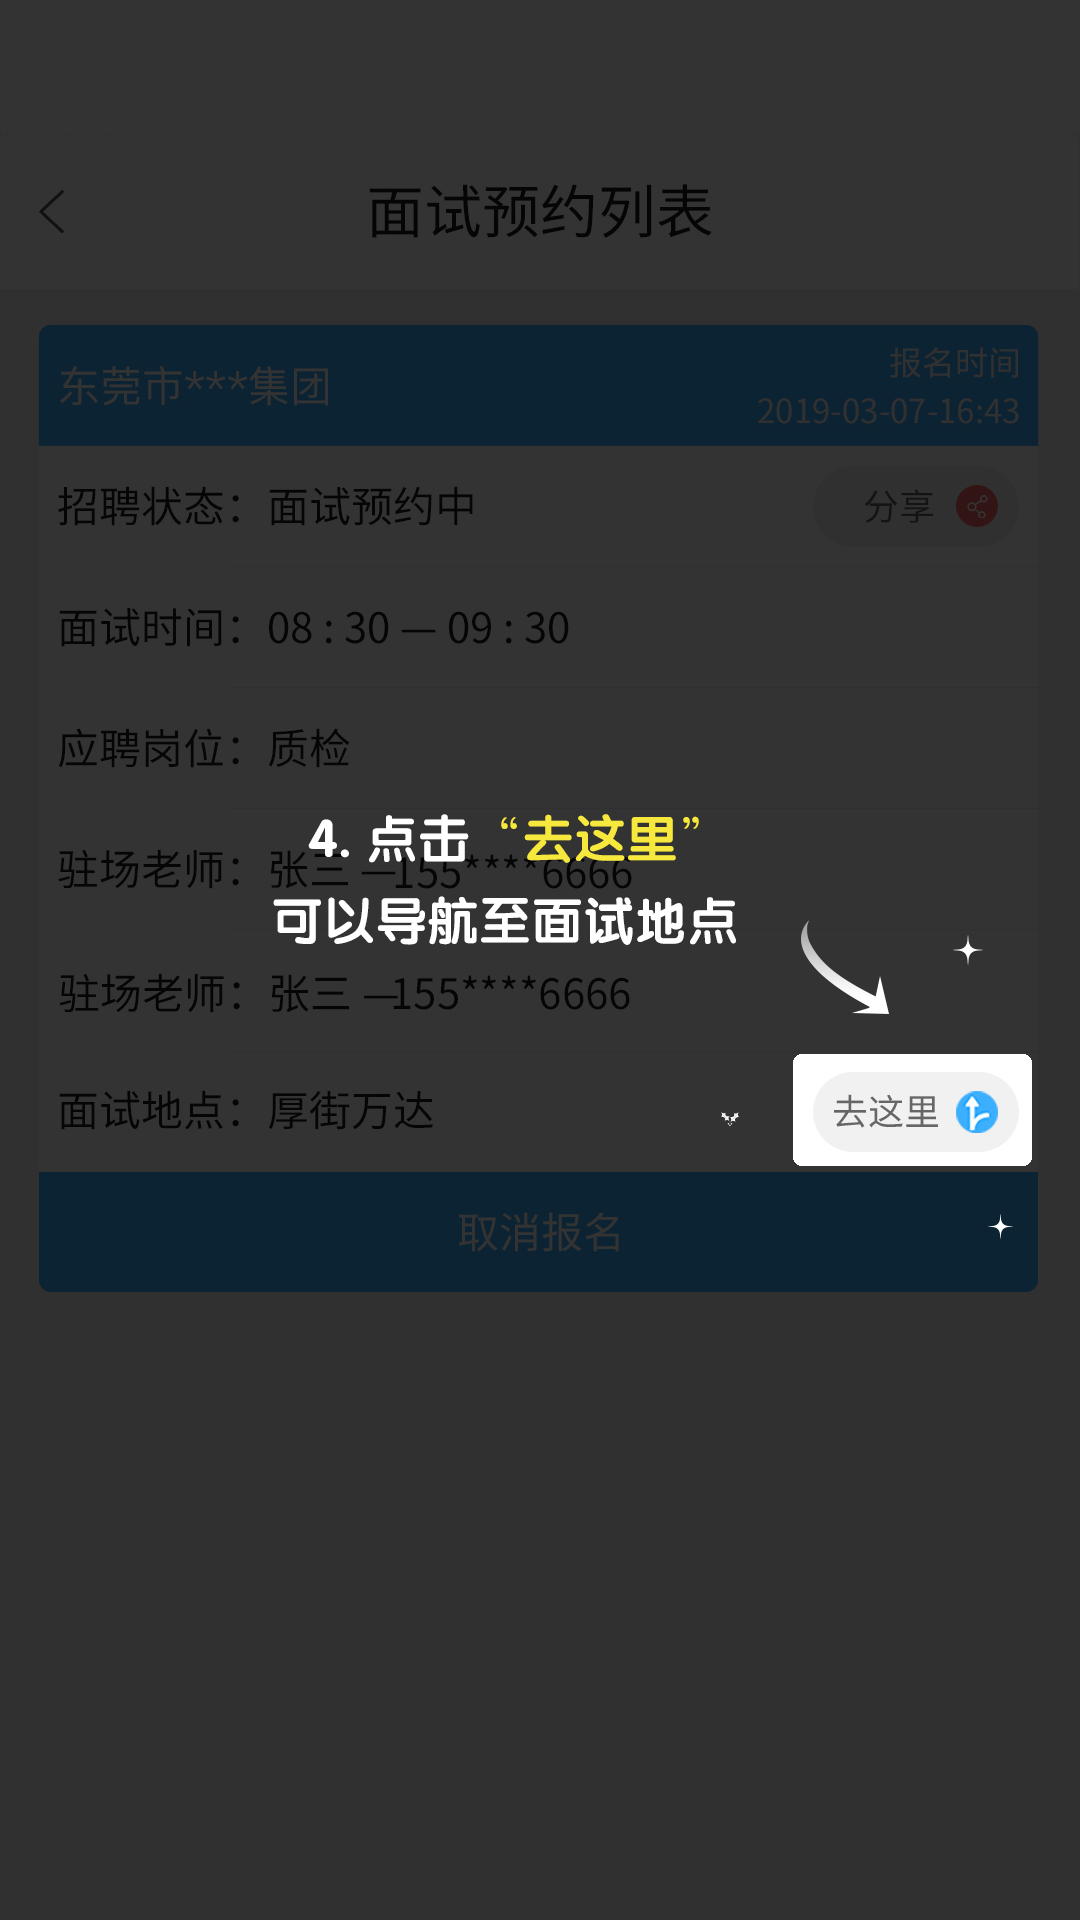 面试预约列表
东莞市***集团
报名时间
2019-03-07-16:43
招聘状态：面试预约中
分享
面试时间：08 : 30 — 09 : 30
应聘岗位：质检
4. 点击“去这里”
驻场老师：张三 —155****6666
可以导航至面试地点
驻场老师：张三 —155****6666
面试地点：厚街万达
去这里
取消报名